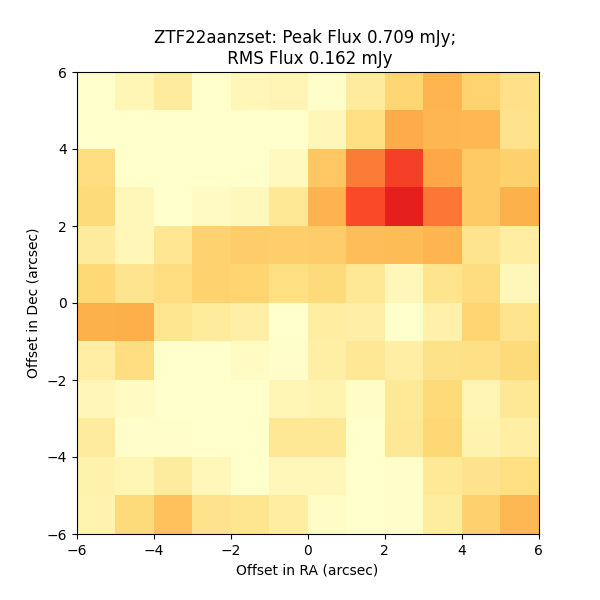 ZTF22aanzset: Peak Flux 0.709 mJy;
RMS Flux 0.162 mJy
6
4
2
0
−2
−4
−6
Offset in Dec (arcsec)
−6 −4 −2 0 2 4 6
Offset in RA (arcsec)